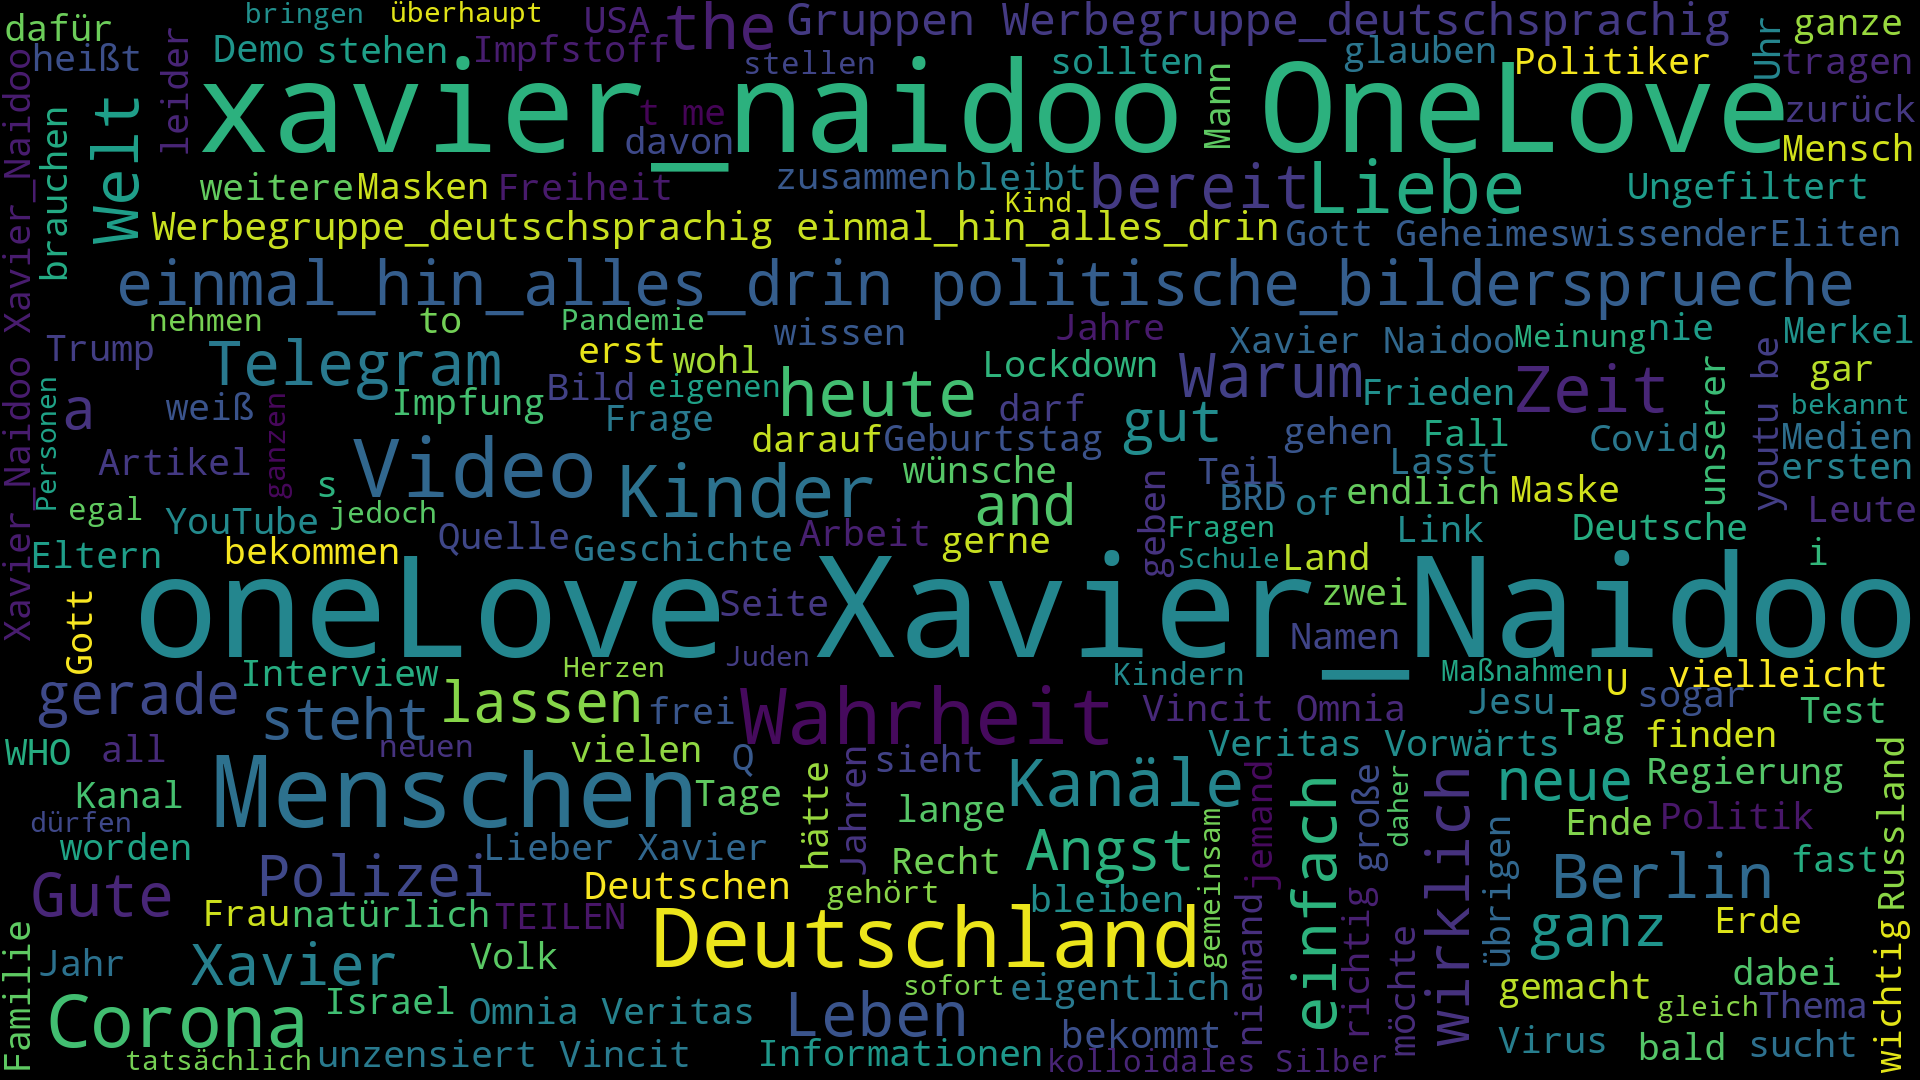 dafür bringen überhaupt USA the Gruppen Werbegruppe_deutschsprachig Uhr ganze
heißt leider Demo stehen Impfstoff stellen sollten glauben Politiker tragen
xavier_naidoo OneLove
Xavier_Naidoo Xavier_Naidoo brauchen Welt t me davon Mann zurück
Mensch
weitere Masken Freiheit zusammen bleibt bereit Liebe Ungefiltert
Kind
Werbegruppe_deutschsprachig einmal_hin_alles_drin Gott GeheimeswissenderEliten
einmal_hin_alles_drin politische_bildersprueche
nehmen to Pandemie wissen Jahre Xavier Naidoo Meinung nie Merkel
Trump Telegram erst wohl Lockdown Warum youtu be gar
a weiß Impfung Bild eigenen heute darf Frieden Zeit unserer bekannt
Personen Artikel ganzen Frage darauf Geburtstag gut gehen Fall Covid Medien
Video Kinder wünsche Teil Lasst ersten
s and geben BRD of endlich Maske
egal YouTube jedoch Quelle Geschichte Arbeit gerne Fragen Link Deutsche Leute
Eltern bekommen Schule Land i
oneLove Xavier_Naidoo
Gott Seite zwei
Namen
Interview Herzen Juden Kindern Maßnahmen U vielleicht
gerade steht lassen frei Wahrheit Vincit Omnia Jesu sogar
Tag Test
WHO all neuen vielen Q sieht Veritas Vorwärts finden
Kanal Menschen Tage hätte Jahren lange Kanäle jemand neue Regierung
dürfen Ende Politik Russland
worden Lieber Xavier Recht Angst gemeinsam einfach große daher wirklich übrigen fast
Polizei Berlin
Gute Deutschen gehört bleiben niemand richtig
Frau natürlich TEILEN Deutschland ganz Erde
Familie Jahr Xavier Volk möchte dabei wichtig
Corona Israel Omnia Veritas sofort eigentlich gemacht
Leben bekommt gleich Thema
tatsächlich unzensiert Vincit Informationen kolloidales Silber Virus bald sucht